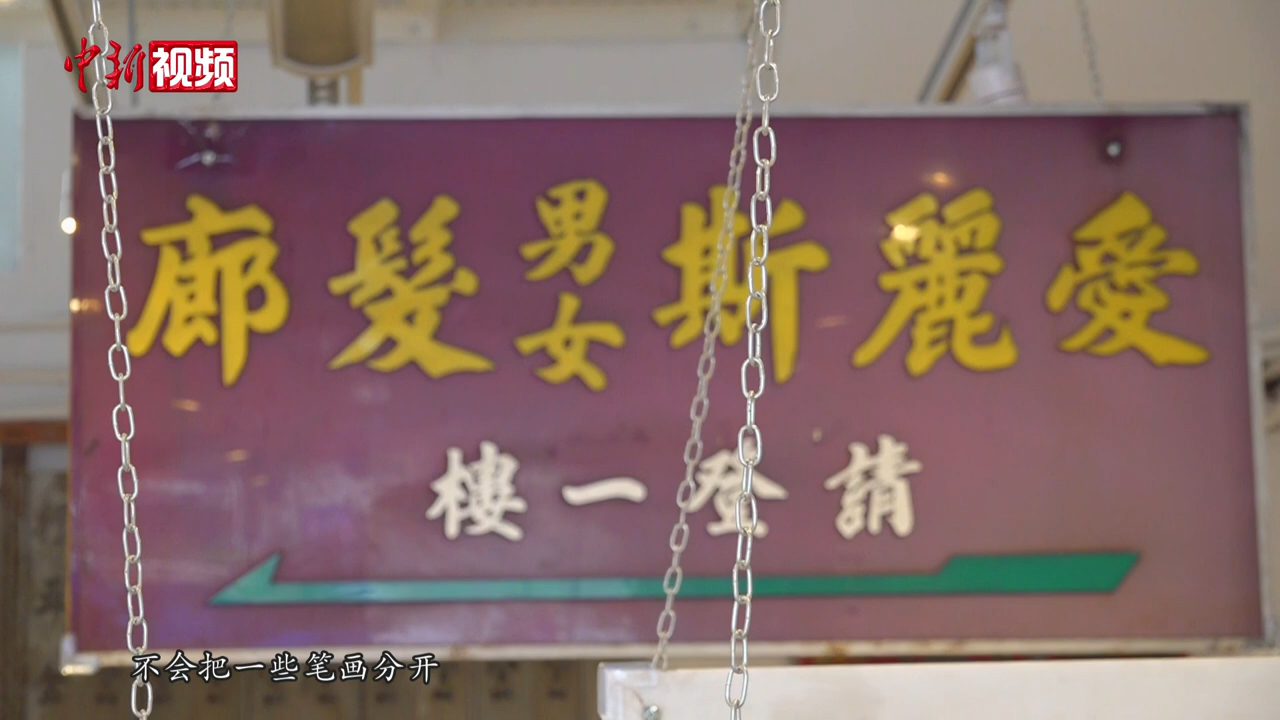 中新视频
愛麗斯男女髮廊
請登一樓
不会把一些笔画分开